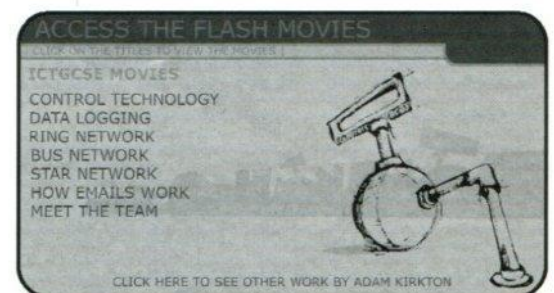 ACCESS THE FLASH MOVIES
CLICK ON THE TITLES TO VIEW THE MOVIES |
ICTGCSE MOVIES
CONTROL TECHNOLOGY
DATA LOGGING
RING NETWORK
BUS NETWORK
STAR NETWORK
HOW EMAILS WORK
MEET THE TEAM
CLICK HERE TO SEE OTHER WORK BY ADAM KIRKTON